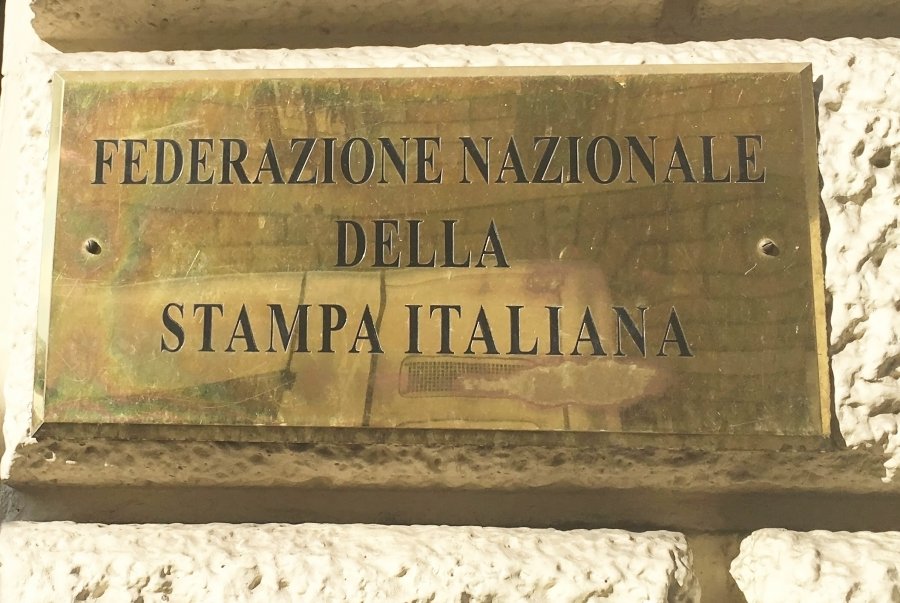 FEDERAZIONE NAZIONALE
DELLA
STAMPA ITALIANA